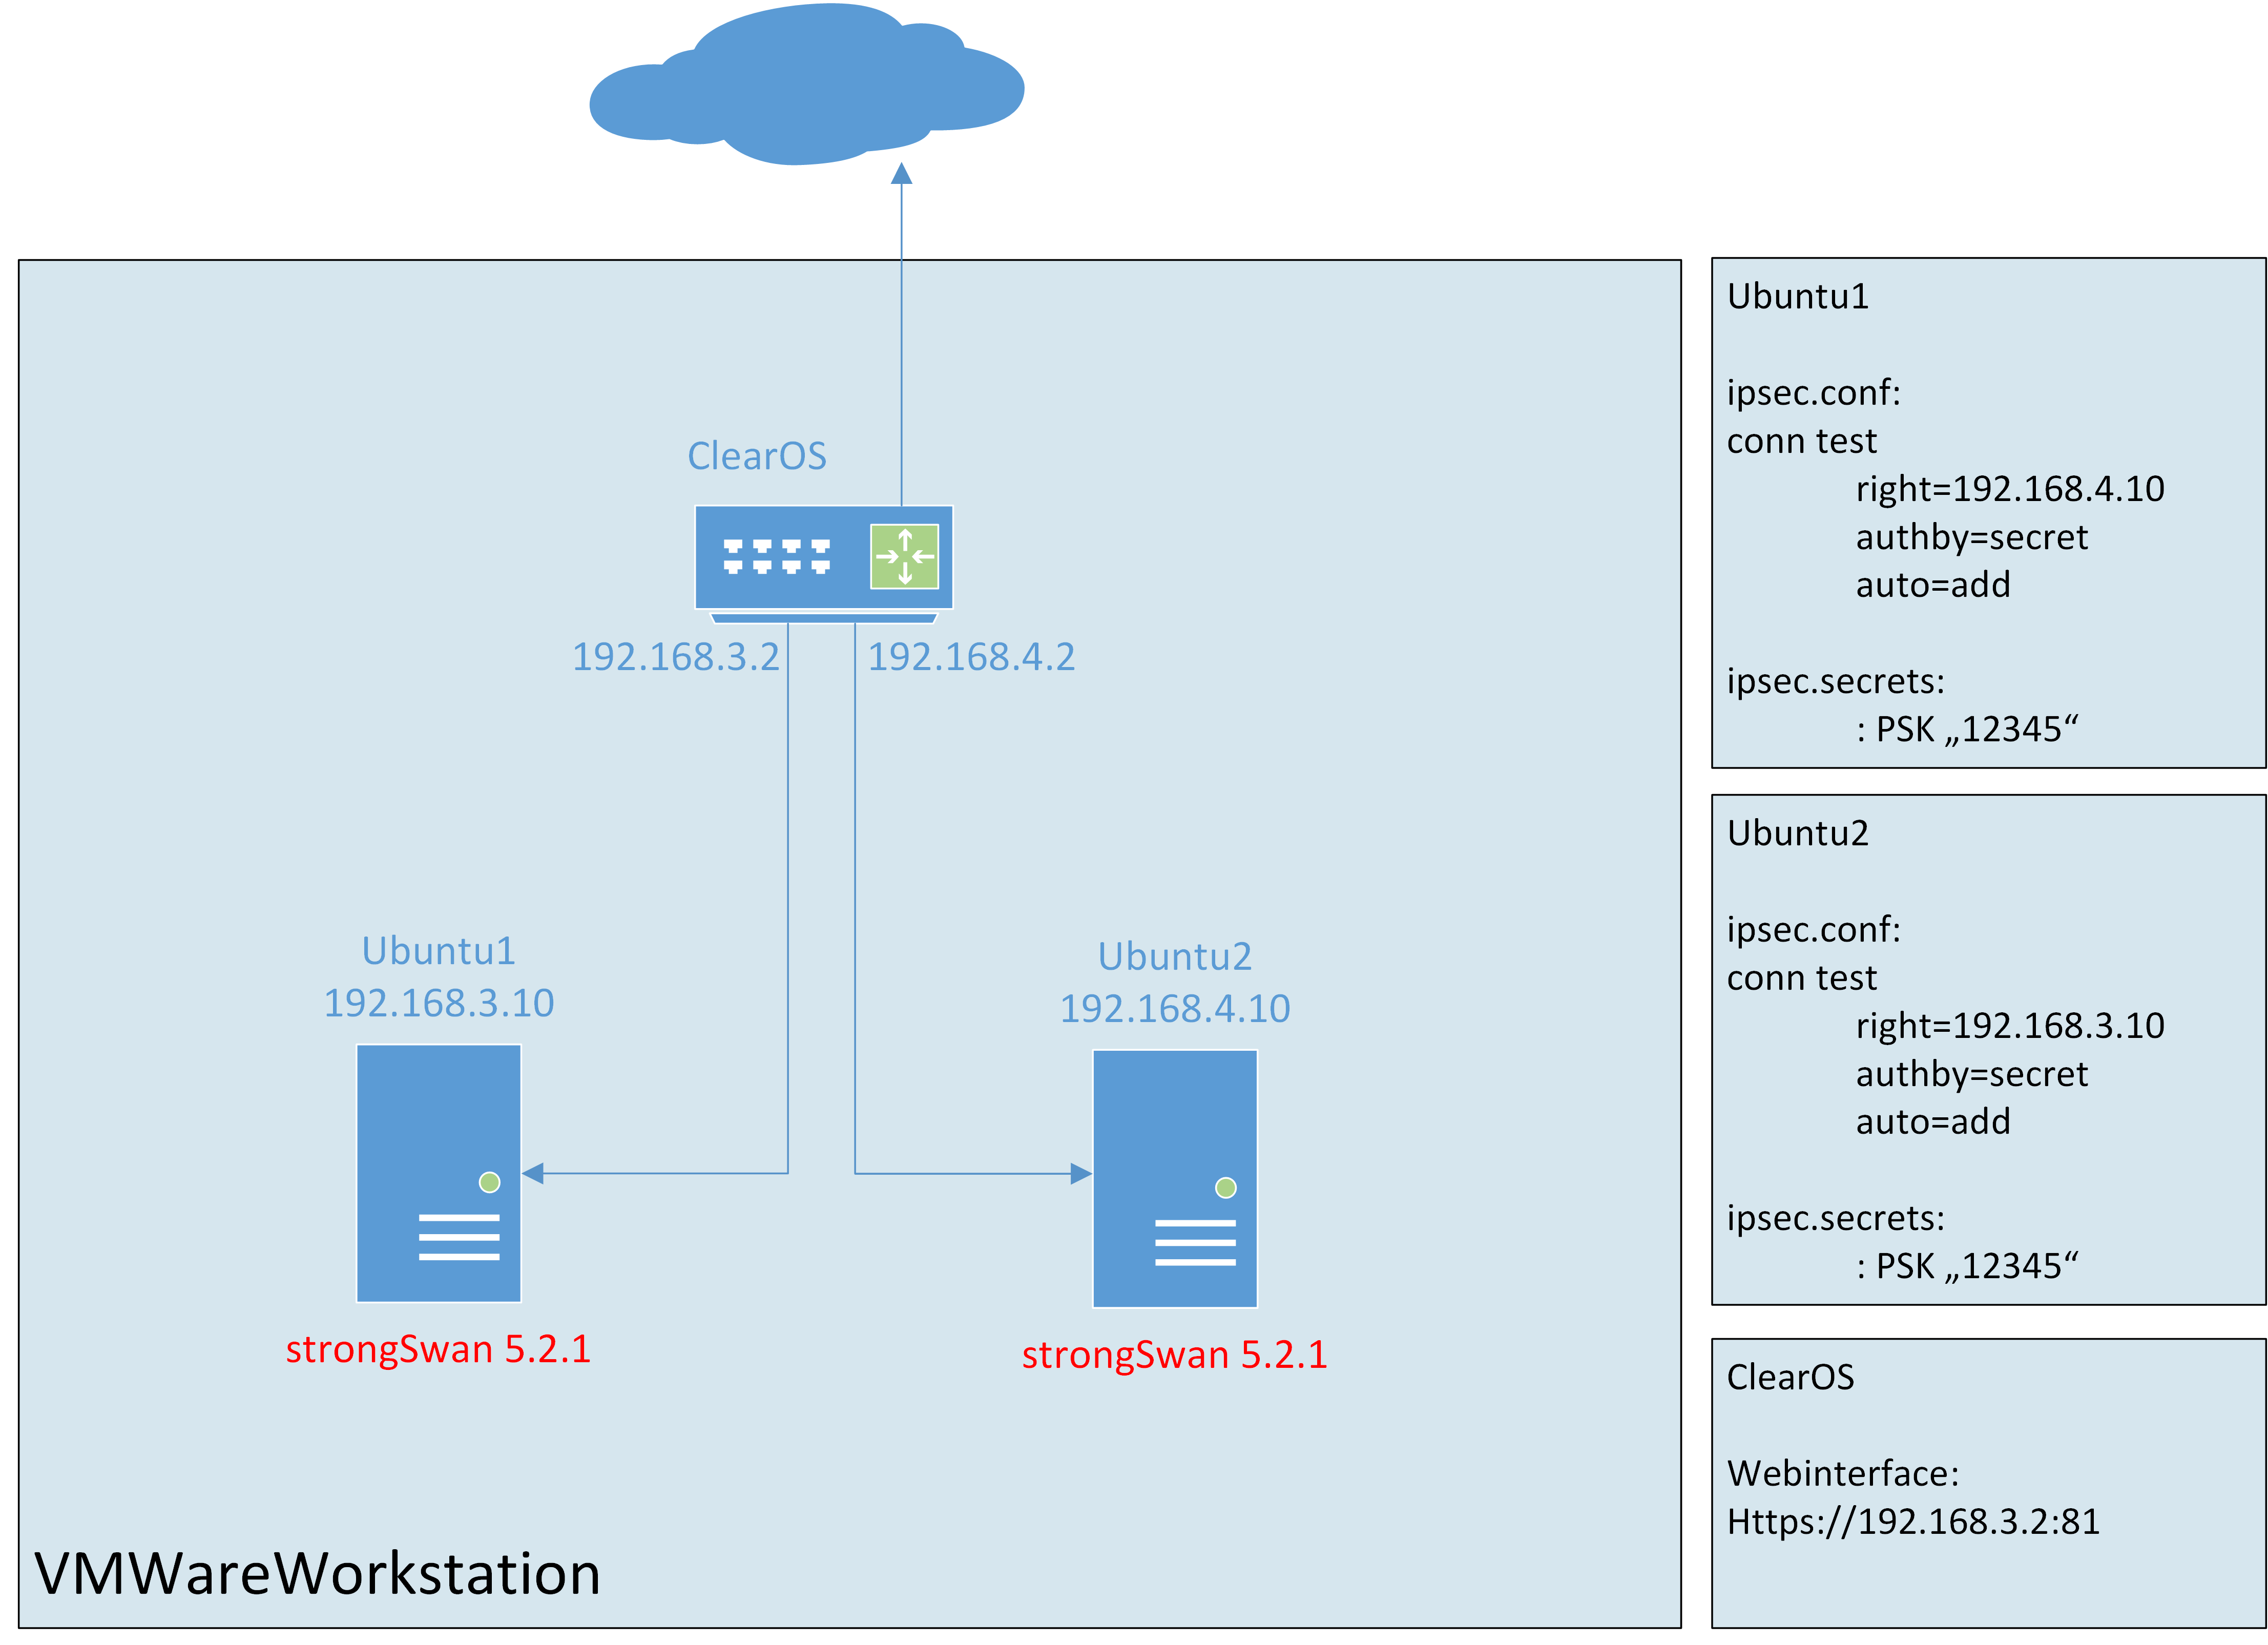 ClearOS
192.168.3.2
192.168.4.2
Ubuntu1
192.168.3.10
Ubuntu2
192.168.4.10
strongSwan 5.2.1
strongSwan 5.2.1
VMWareWorkstation
Ubuntu1
ipsec.conf:
conn test
right=192.168.4.10
authby=secret
auto=add
ipsec.secrets:
: PSK „12345“
Ubuntu2
ipsec.conf:
conn test
right=192.168.3.10
authby=secret
auto=add
ipsec.secrets:
: PSK „12345“
ClearOS
Webinterface:
Https://192.168.3.2:81